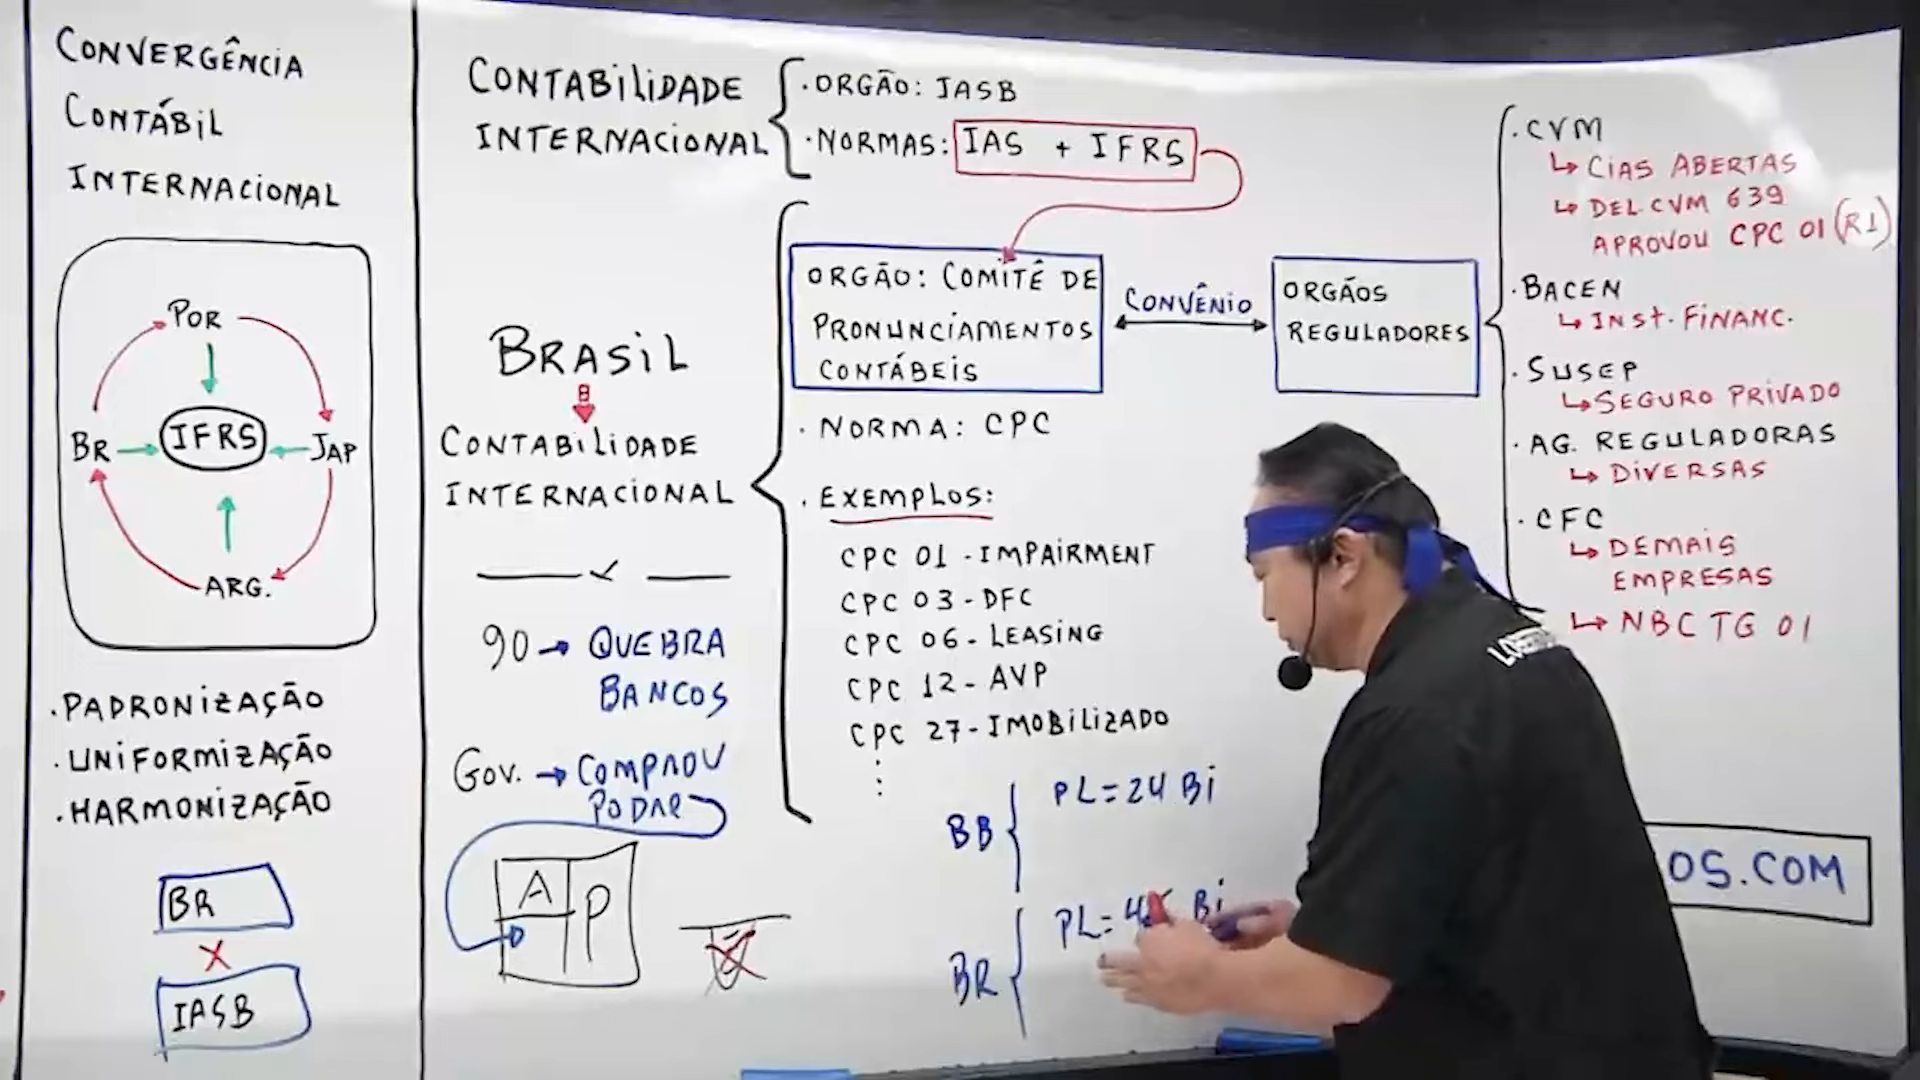 CONVERGÊNCIA
CONTÁBIL
INTERNACIONAL
POR
BR
IFRS
JAP
ARG.
.PADRONIZAÇÃO
.UNIFORMIZAÇÃO
.HARMONIZAÇÃO
BR
X
IASB
CONTABILIDADE
INTERNACIONAL
.ORGÃO: IASB
.NORMAS: IAS + IFRS
BRASIL
CONTABILIDADE
INTERNACIONAL
90 → QUEBRA
BANCOS
GOV. → COMPROU
PODRE
A
P
ORGÃO: COMITÊ DE
PRONUNCIAMENTOS
CONTÁBEIS
CONVÊNIO
ORGÃOS
REGULADORES
. NORMA: CPC
. EXEMPLOS:
CPC 01 - IMPAIRMENT
CPC 03 - DFC
CPC 06 - LEASING
CPC 12 - AVP
CPC 27 - IMOBILIZADO
BB
PL = 24 Bi
BR
PL = Bi
.CVM
↳ CIAS ABERTAS
↳ DEL.CVM 639
APROVOU CPC 01 (R1)
.BACEN
↳ INST. FINANC.
.SUSEP
↳ SEGURO PRIVADO
.AG. REGULADORAS
↳ DIVERSAS
.CFC
↳ DEMAIS
EMPRESAS
↳ NBC TG 01
OS.COM